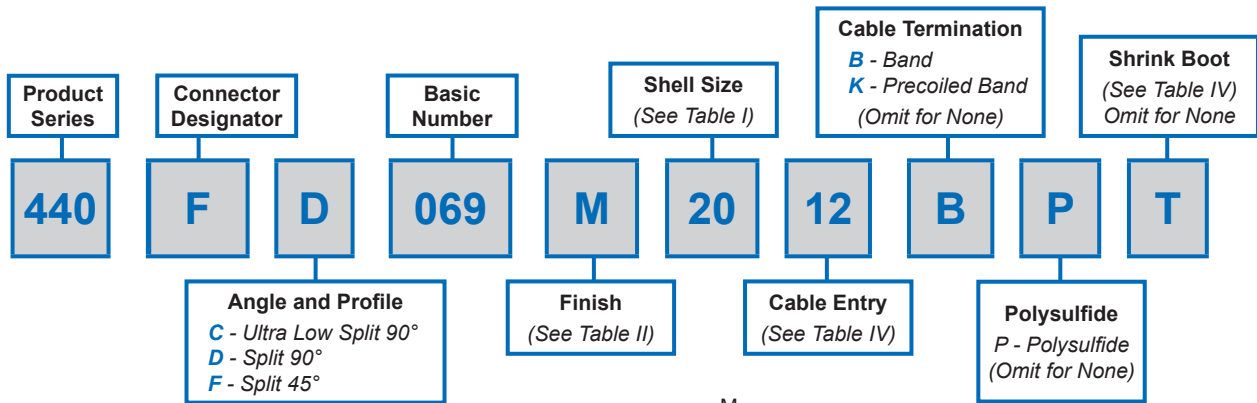 Product
Series
Connector
Designator
Basic
Number
Shell Size
(See Table I)
Cable Termination
B - Band
K - Precoiled Band
(Omit for None)
Shrink Boot
(See Table IV)
Omit for None
440 F D 069 M 20 12 B P T
Angle and Profile
C - Ultra Low Split 90°
D - Split 90°
F - Split 45°
Finish
(See Table II)
Cable Entry
(See Table IV)
Polysulfide
P - Polysulfide
(Omit for None)